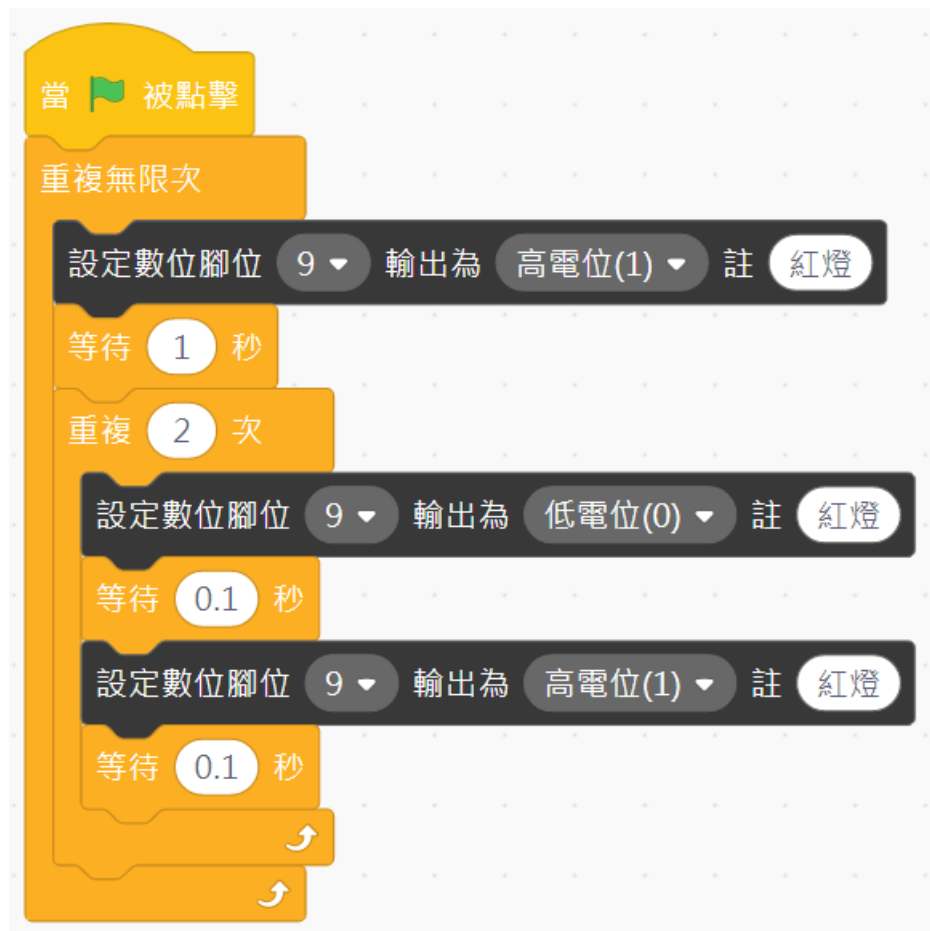 當 被點擊
重複無限次
設定數位腳位 9 輸出為 高電位(1) 註 紅燈
等待 1 秒
重複 2 次
設定數位腳位 9 輸出為 低電位(0) 註 紅燈
等待 0.1 秒
設定數位腳位 9 輸出為 高電位(1) 註 紅燈
等待 0.1 秒